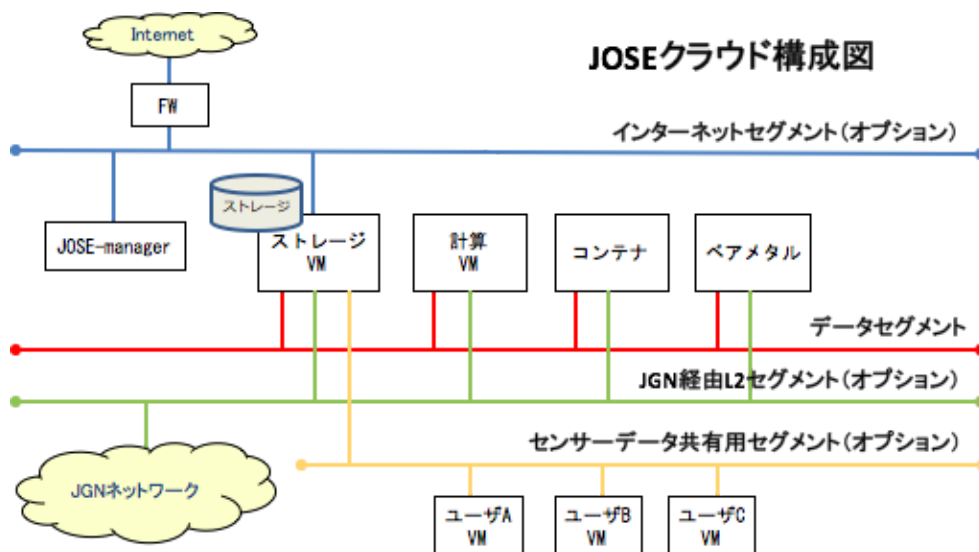 Internet
JOSEクラウド構成図
FW
インターネットセグメント(オプション)
ストレージ
JOSE-manager
ストレージ
VM
計算
VM
コンテナ
ベアメタル
データセグメント
JGN経由L2セグメント(オプション)
センサーデータ共有用セグメント(オプション)
JGNネットワーク
ユーザA
VM
ユーザB
VM
ユーザC
VM